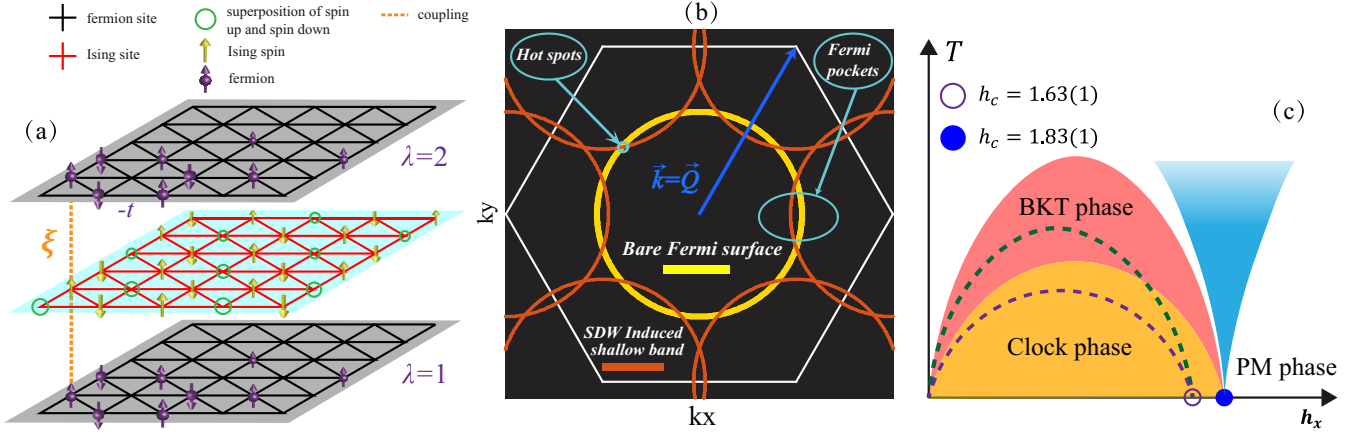 fermion site
Ising site
superposition of spin
up and spin down
Ising spin
fermion
coupling
(a)
λ=2
-t
ξ
λ=1
(b)
Hot spots
Fermi
pockets
k⃗=Q⃗
Bare Fermi surface
SDW Induced
shallow band
ky
kx
T
(c)
h_c = 1.63(1)
h_c = 1.83(1)
BKT phase
Clock phase
PM phase
h_x